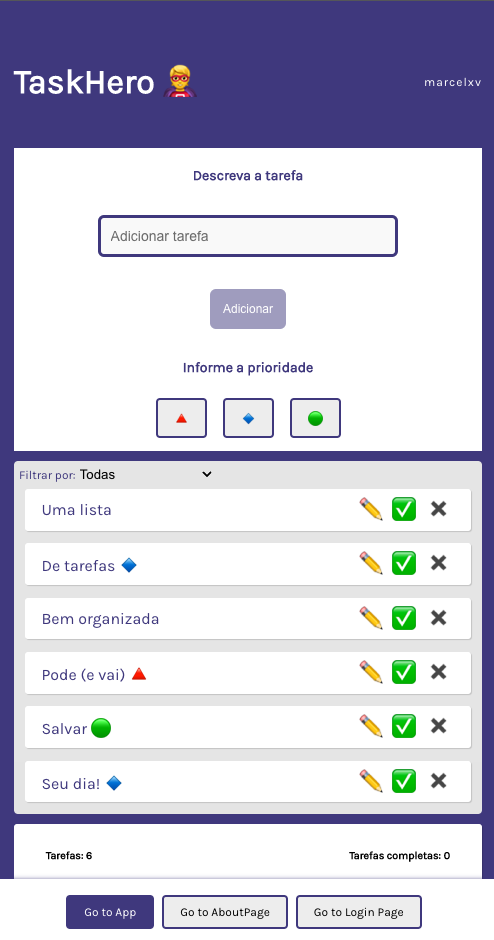 TaskHero 🦸
marcelxv
Descreva a tarefa
Adicionar tarefa
Adicionar
Informe a prioridade
🔺 🔹 🟢
Filtrar por: Todas
Uma lista ✏️ ✅ ✖️
De tarefas 🔹 ✏️ ✅ ✖️
Bem organizada ✏️ ✅ ✖️
Pode (e vai) 🔺 ✏️ ✅ ✖️
Salvar 🟢 ✏️ ✅ ✖️
Seu dia! 🔹 ✏️ ✅ ✖️
Tarefas: 6 Tarefas completas: 0
Go to App Go to AboutPage Go to Login Page